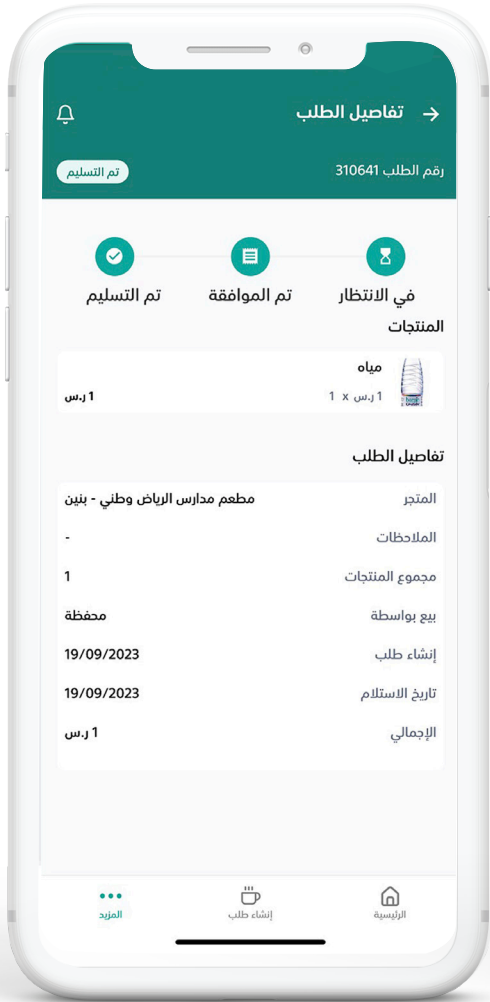 تفاصيل الطلب
رقم الطلب 310641
تم التسليم
في الانتظار
تم الموافقة
تم التسليم
المنتجات
مياه
1 ر.س x 1
1 ر.س
تفاصيل الطلب
المتجر
مطعم مدارس الرياض وطني - بنين
الملاحظات
-
مجموع المنتجات
1
بيع بواسطة
محفظة
إنشاء طلب
19/09/2023
تاريخ الاستلام
19/09/2023
الإجمالي
1 ر.س
الرئيسية
إنشاء طلب
المزيد